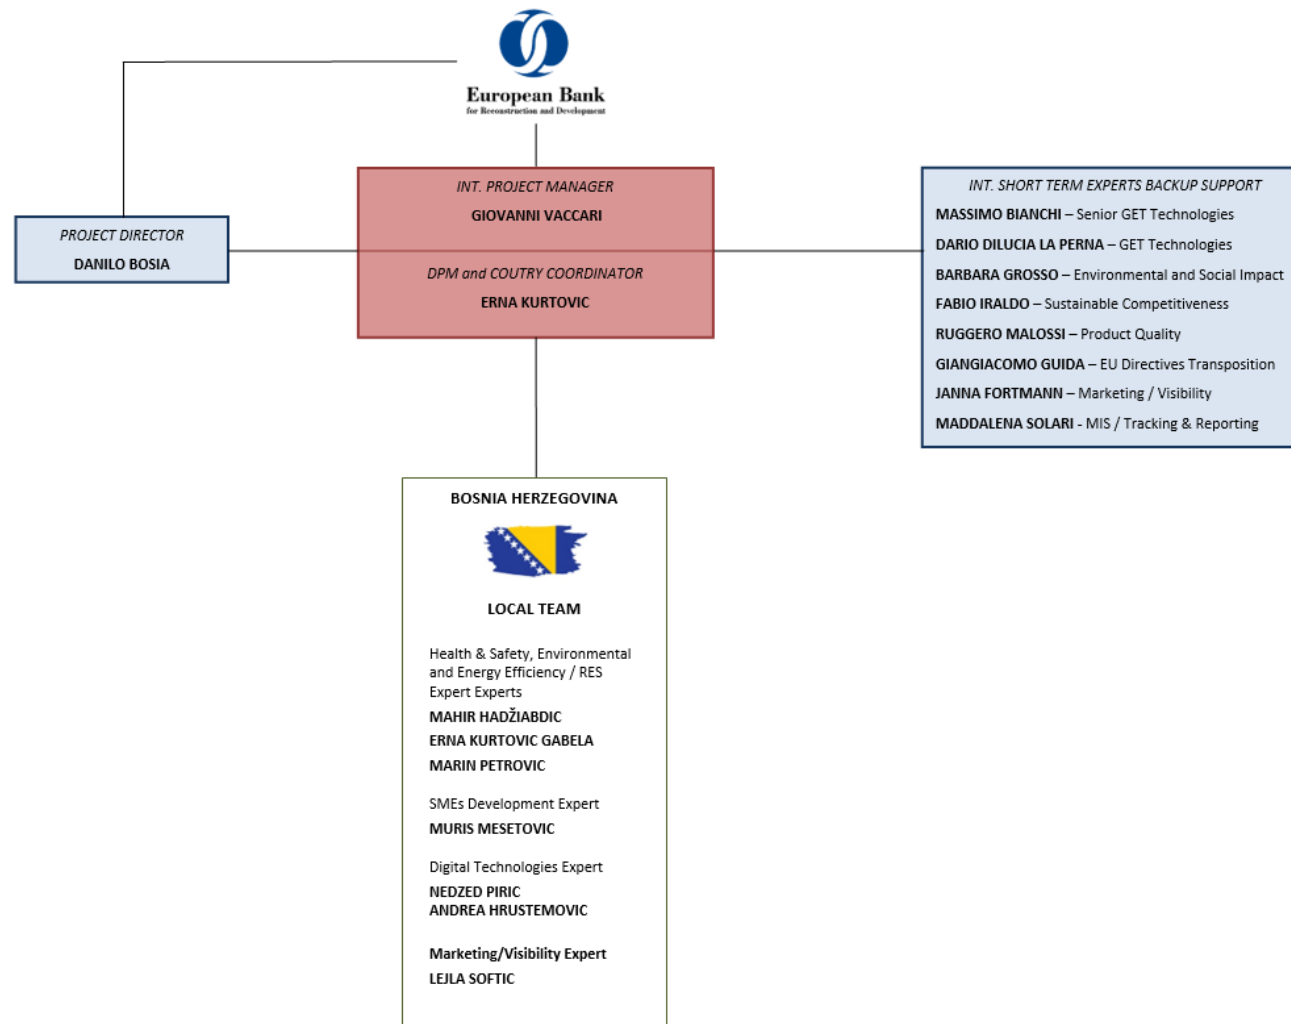 European Bank
for Reconstruction and Development
INT. PROJECT MANAGER
GIOVANNI VACCARI
DPM and COUTRY COORDINATOR
ERNA KURTOVIC
PROJECT DIRECTOR
DANILO BOSIA
INT. SHORT TERM EXPERTS BACKUP SUPPORT
MASSIMO BIANCHI – Senior GET Technologies
DARIO DILUCIA LA PERNA – GET Technologies
BARBARA GROSSO – Environmental and Social Impact
FABIO IRALDO – Sustainable Competitiveness
RUGGERO MALOSSI – Product Quality
GIANGIACOMO GUIDA – EU Directives Transposition
JANNA FORTMANN – Marketing / Visibility
MADDALENA SOLARI - MIS / Tracking & Reporting
BOSNIA HERZEGOVINA
LOCAL TEAM
Health & Safety, Environmental
and Energy Efficiency / RES
Expert Experts
MAHIR HADŽIABDIC
ERNA KURTOVIC GABELA
MARIN PETROVIC
SMEs Development Expert
MURIS MESETOVIC
Digital Technologies Expert
NEDZED PIRIC
ANDREA HRUSTEMOVIC
Marketing/Visibility Expert
LEJLA SOFTIC